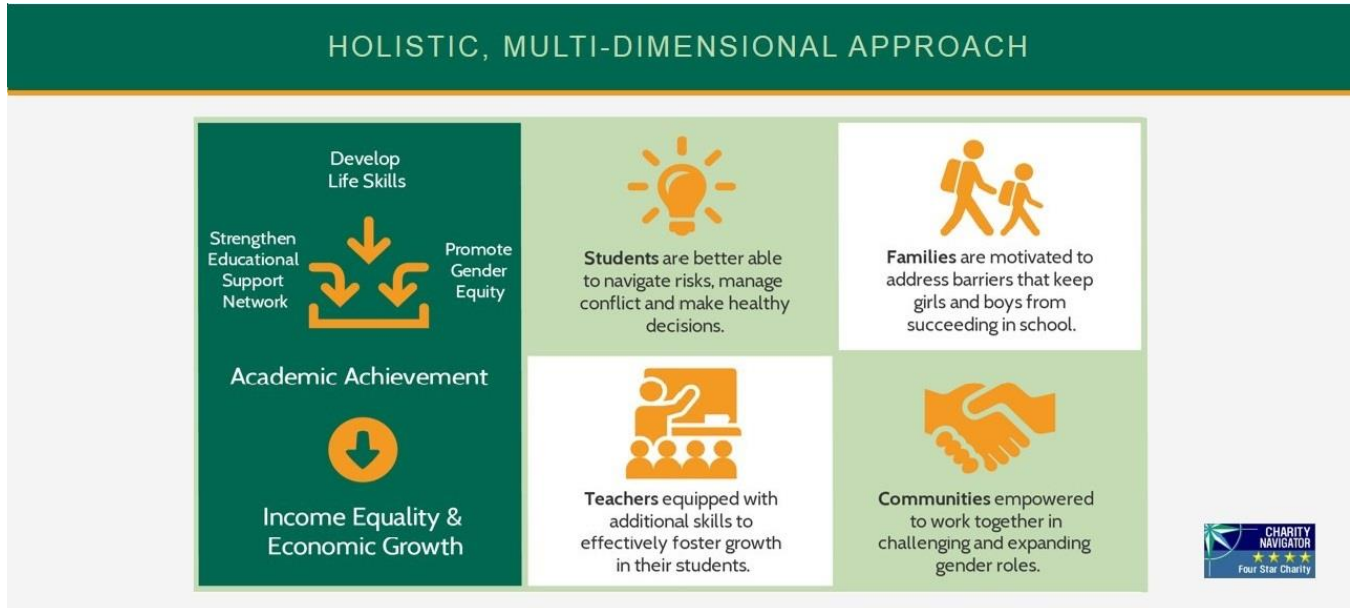 HOLISTIC, MULTI-DIMENSIONAL APPROACH
Develop
Life Skills
Strengthen
Educational
Support
Network
Promote
Gender
Equity
Academic Achievement
Income Equality &
Economic Growth
Students are better able
to navigate risks, manage
conflict and make healthy
decisions.
Families are motivated to
address barriers that keep
girls and boys from
succeeding in school.
Teachers equipped with
additional skills to
effectively foster growth
in their students.
Communities empowered
to work together in
challenging and expanding
gender roles.
CHARITY
NAVIGATOR
Four Star Charity